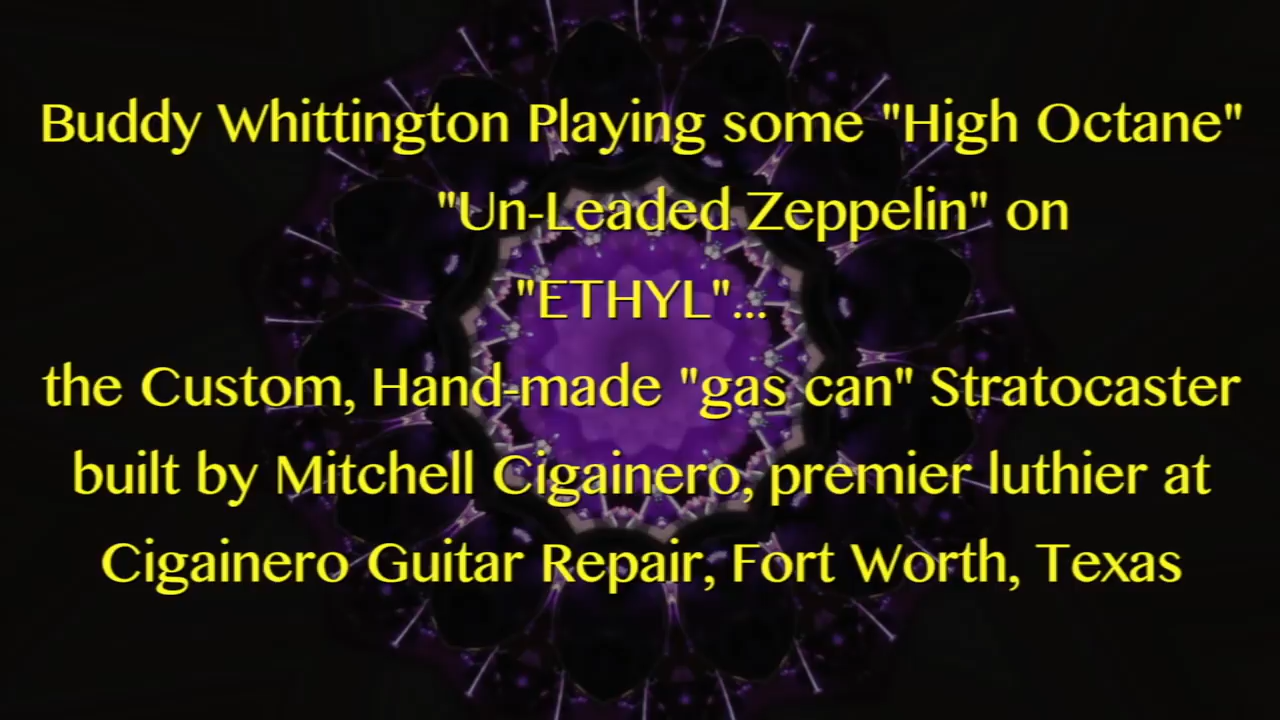 Buddy Whittington Playing some "High Octane"
"Un-Leaded Zeppelin" on
"ETHYL"...
the Custom, Hand-made "gas can" Stratocaster
built by Mitchell Cigainero, premier luthier at
Cigainero Guitar Repair, Fort Worth, Texas